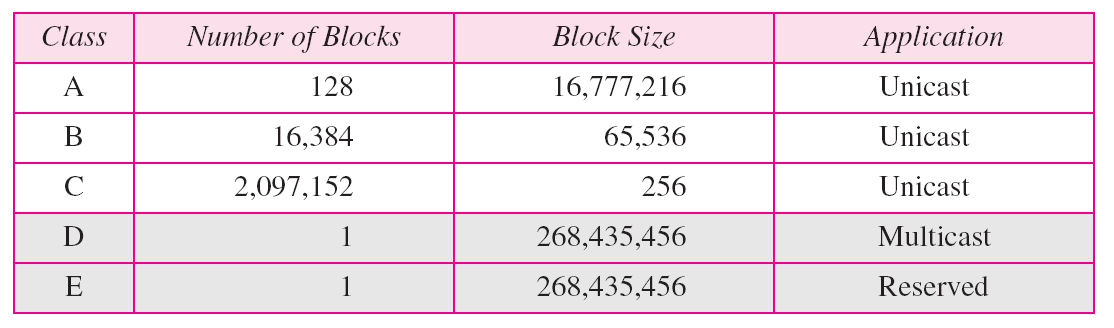 Class Number of Blocks Block Size Application
A 128 16,777,216 Unicast
B 16,384 65,536 Unicast
C 2,097,152 256 Unicast
D 1 268,435,456 Multicast
E 1 268,435,456 Reserved